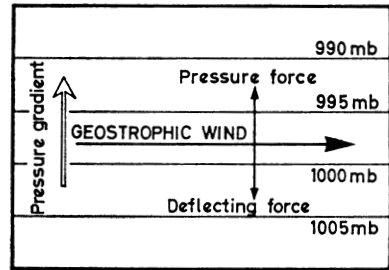 990 mb
Pressure force
995 mb
Pressure gradient
GEOSTROPHIC WIND
1000 mb
Deflecting force
1005 mb